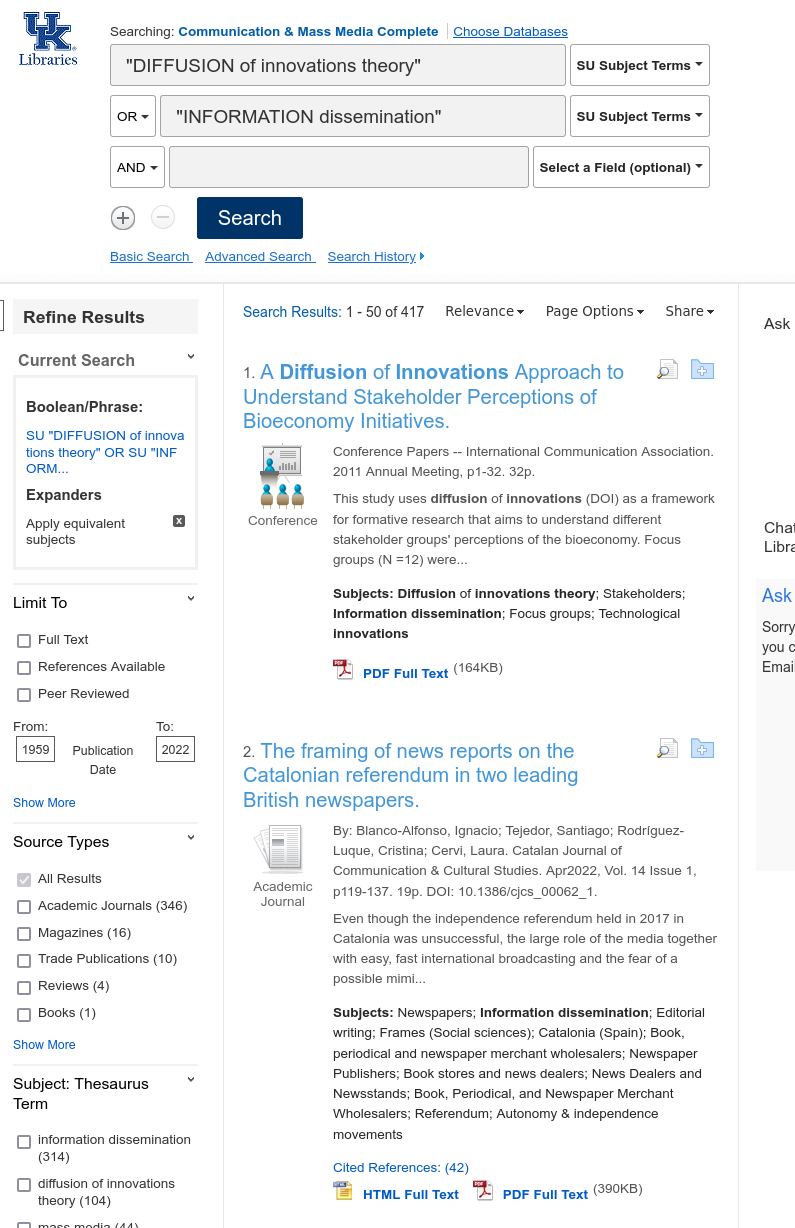 UK
Libraries
Searching: Communication & Mass Media Complete Choose Databases
"DIFFUSION of innovations theory" SU Subject Terms
OR "INFORMATION dissemination" SU Subject Terms
AND Select a Field (optional)
Search
Basic Search Advanced Search Search History
Refine Results
Current Search
Boolean/Phrase:
SU "DIFFUSION of innova
tions theory" OR SU "INF
ORM...
Expanders
Apply equivalent
subjects
x
Limit To
Full Text
References Available
Peer Reviewed
From: To:
1959 Publication Date 2022
Show More
Source Types
All Results
Academic Journals (346)
Magazines (16)
Trade Publications (10)
Reviews (4)
Books (1)
Show More
Subject: Thesaurus
Term
information dissemination
(314)
diffusion of innovations
theory (104)
mass media (44)
Search Results: 1 - 50 of 417 Relevance Page Options Share
1. A Diffusion of Innovations Approach to
Understand Stakeholder Perceptions of
Bioeconomy Initiatives.
Conference
Conference Papers -- International Communication Association.
2011 Annual Meeting, p1-32. 32p.
This study uses diffusion of innovations (DOI) as a framework
for formative research that aims to understand different
stakeholder groups' perceptions of the bioeconomy. Focus
groups (N =12) were...
Subjects: Diffusion of innovations theory; Stakeholders;
Information dissemination; Focus groups; Technological
innovations
PDF PDF Full Text (164KB)
2. The framing of news reports on the
Catalonian referendum in two leading
British newspapers.
Academic
Journal
By: Blanco-Alfonso, Ignacio; Tejedor, Santiago; Rodríguez-
Luque, Cristina; Cervi, Laura. Catalan Journal of
Communication & Cultural Studies. Apr2022, Vol. 14 Issue 1,
p119-137. 19p. DOI: 10.1386/cjcs_00062_1.
Even though the independence referendum held in 2017 in
Catalonia was unsuccessful, the large role of the media together
with easy, fast international broadcasting and the fear of a
possible mimi...
Subjects: Newspapers; Information dissemination; Editorial
writing; Frames (Social sciences); Catalonia (Spain); Book,
periodical and newspaper merchant wholesalers; Newspaper
Publishers; Book stores and news dealers; News Dealers and
Newsstands; Book, Periodical, and Newspaper Merchant
Wholesalers; Referendum; Autonomy & independence
movements
Cited References: (42)
HTML Full Text PDF PDF Full Text (390KB)
Ask
Chat
Libra
Ask
Sorry
you c
Email